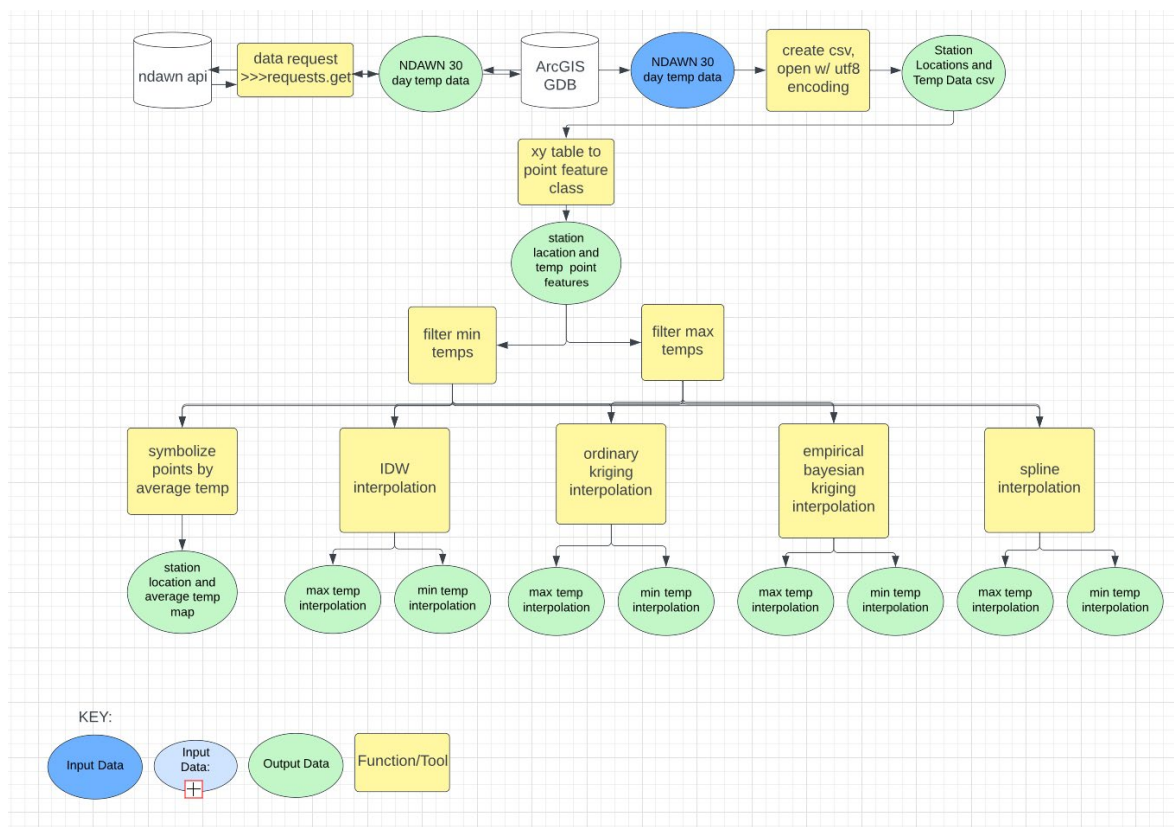 ndawn api
data request
>>>requests.get
NDAWN 30
day temp data
ArcGIS
GDB
NDAWN 30
day temp data
create csv,
open w/ utf8
encoding
Station
Locations and
Temp Data csv
xy table to
point feature
class
station
lacation and
temp point
features
filter min
temps
filter max
temps
symbolize
points by
average temp
IDW
interpolation
ordinary
kriging
interpolation
empirical
bayesian
kriging
interpolation
spline
interpolation
station
location and
average temp
map
max temp
interpolation
min temp
interpolation
max temp
interpolation
min temp
interpolation
max temp
interpolation
min temp
interpolation
max temp
interpolation
min temp
interpolation
KEY:
Input Data
Input
Data:
Output Data
Function/Tool